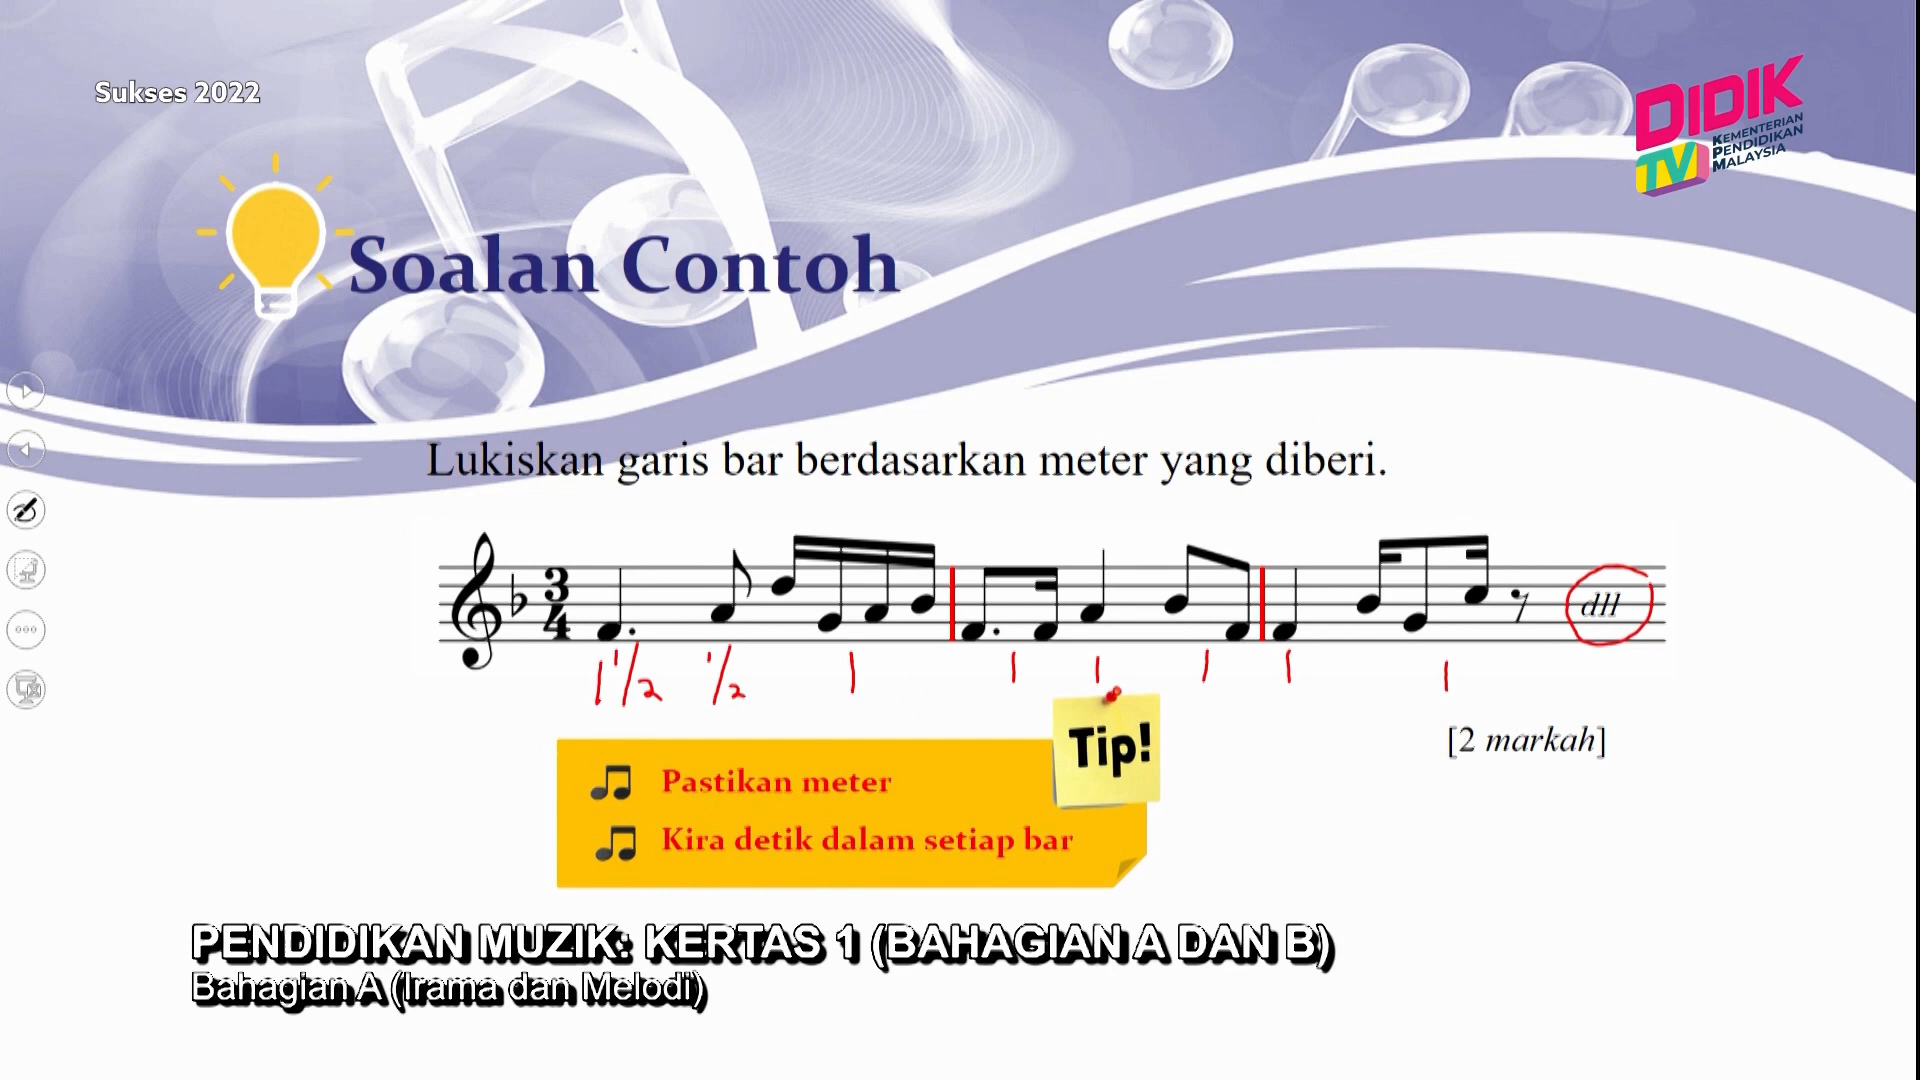 Sukses 2022
DIDIK
TV
KEMENTERIAN
PENDIDIKAN
MALAYSIA
Soalan Contoh
Lukiskan garis bar berdasarkan meter yang diberi.
3
4
dll
1 1/2 1/2 1 1 1 1 1 1
[2 markah]
Tip!
Pastikan meter
Kira detik dalam setiap bar
PENDIDIKAN MUZIK: KERTAS 1 (BAHAGIAN A DAN B)
Bahagian A (Irama dan Melodi)